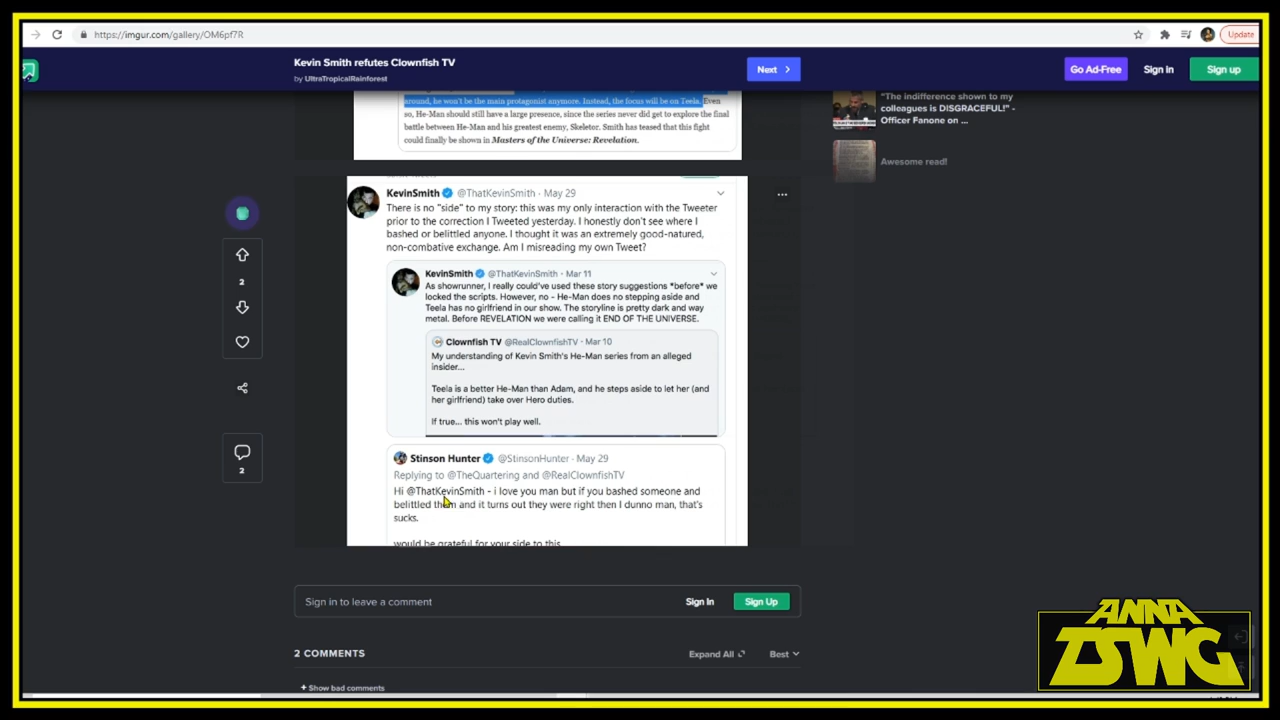 https://imgur.com/gallery/OM6pf7R
Update
Kevin Smith refutes Clownfish TV
by UltraTropicalRainforest
Next
Go Ad-Free
Sign in
Sign up
around, he won't be the main protagonist anymore. Instead, the focus will be on Teela. Even
so, He-Man should still have a large presence, since the series never did get to explore the final
battle between He-Man and his greatest enemy, Skeletor. Smith has teased that this fight
could finally be shown in Masters of the Universe: Revelation.
"The indifference shown to my
colleagues is DISGRACEFUL!" -
Officer Fanone on ...
Awesome read!
KevinSmith @ThatKevinSmith · May 29
There is no "side" to my story: this was my only interaction with the Tweeter
prior to the correction I Tweeted yesterday. I honestly don't see where I
bashed or belittled anyone. I thought it was an extremely good-natured,
non-combative exchange. Am I misreading my own Tweet?
KevinSmith @ThatKevinSmith · Mar 11
As showrunner, I really could've used these story suggestions *before* we
locked the scripts. However, no - He-Man does no stepping aside and
Teela has no girlfriend in our show. The storyline is pretty dark and way
metal. Before REVELATION we were calling it END OF THE UNIVERSE.
Clownfish TV @RealClownfishTV · Mar 10
My understanding of Kevin Smith's He-Man series from an alleged
insider...
Teela is a better He-Man than Adam, and he steps aside to let her (and
her girlfriend) take over Hero duties.
If true... this won't play well.
Stinson Hunter @StinsonHunter · May 29
Replying to @TheQuartering and @RealClownfishTV
Hi @ThatKevinSmith - i love you man but if you bashed someone and
belittled them and it turns out they were right then I dunno man, that's
sucks.
would be grateful for your side to this
2
2
Sign in to leave a comment
Sign In
Sign Up
2 COMMENTS
Expand All
Best
+ Show bad comments
ANNA
TSWG